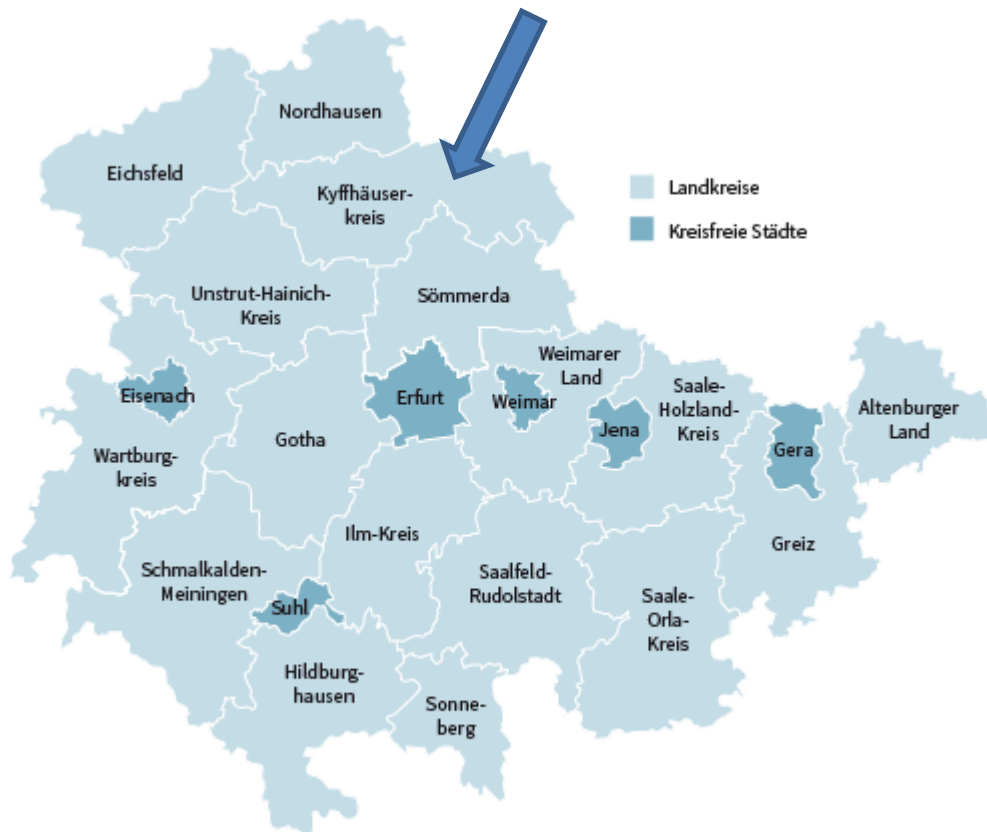 Nordhausen
Eichsfeld
Kyffhäuser-
kreis
Landkreise
Kreisfreie Städte
Unstrut-Hainich-
Kreis
Sömmerda
Weimarer
Land
Eisenach
Erfurt
Weimar
Saale-
Holzland-
Kreis
Altenburger
Land
Gotha
Jena
Gera
Wartburg-
kreis
Ilm-Kreis
Greiz
Schmalkalden-
Meiningen
Saalfeld-
Rudolstadt
Saale-
Orla-
Kreis
Suhl
Hildburg-
hausen
Sonne-
berg